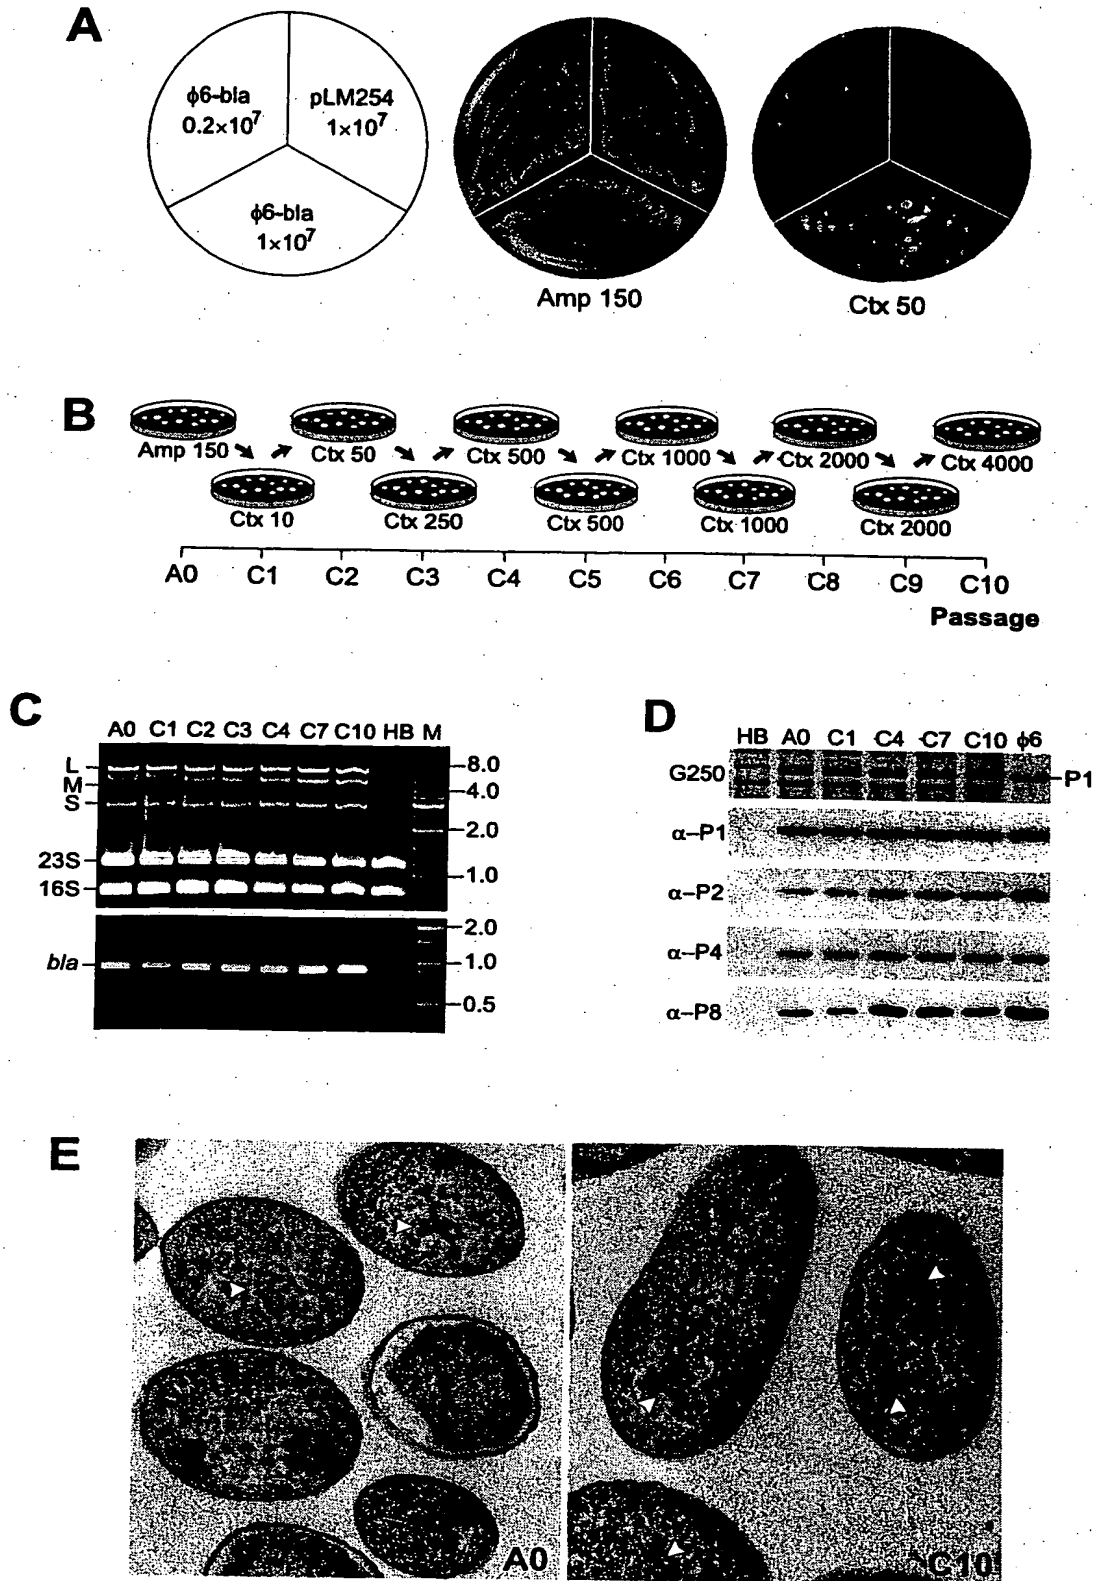 A
ϕ6-bla
0.2×10⁷
pLM254
1×10⁷
ϕ6-bla
1×10⁷
Amp 150
Ctx 50
B
Amp 150
Ctx 50
Ctx 500
Ctx 1000
Ctx 2000
Ctx 4000
Ctx 10
Ctx 250
Ctx 500
Ctx 1000
Ctx 2000
A0 C1 C2 C3 C4 C5 C6 C7 C8 C9 C10
Passage
C
A0 C1 C2 C3 C4 C7 C10 HB M
L
M
S
23S
16S
8.0
4.0
2.0
1.0
bla
2.0
1.0
0.5
D
HB A0 C1 C4 C7 C10 ϕ6
G250
P1
α–P1
α–P2
α–P4
α–P8
E
A0
C10